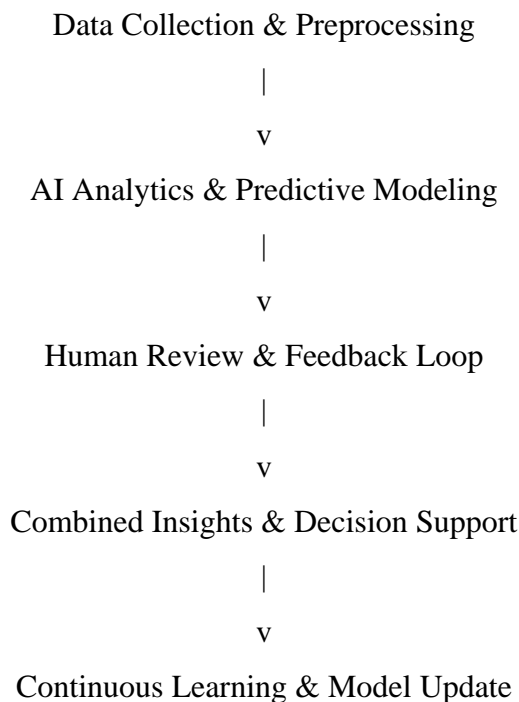 Data Collection & Preprocessing
|
v
AI Analytics & Predictive Modeling
|
v
Human Review & Feedback Loop
|
v
Combined Insights & Decision Support
|
v
Continuous Learning & Model Update